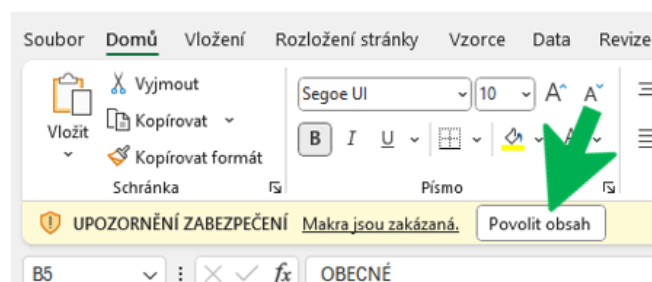 Soubor Domů Vložení Rozložení stránky Vzorce Data Revize
Vložit
Vyjmout
Kopírovat
Kopírovat formát
Schránka
Segoe UI 10 A A
B I U
Písmo
UPOZORNĚNÍ ZABEZPEČENÍ Makra jsou zakázaná. Povolit obsah
B5 fx OBECNÉ